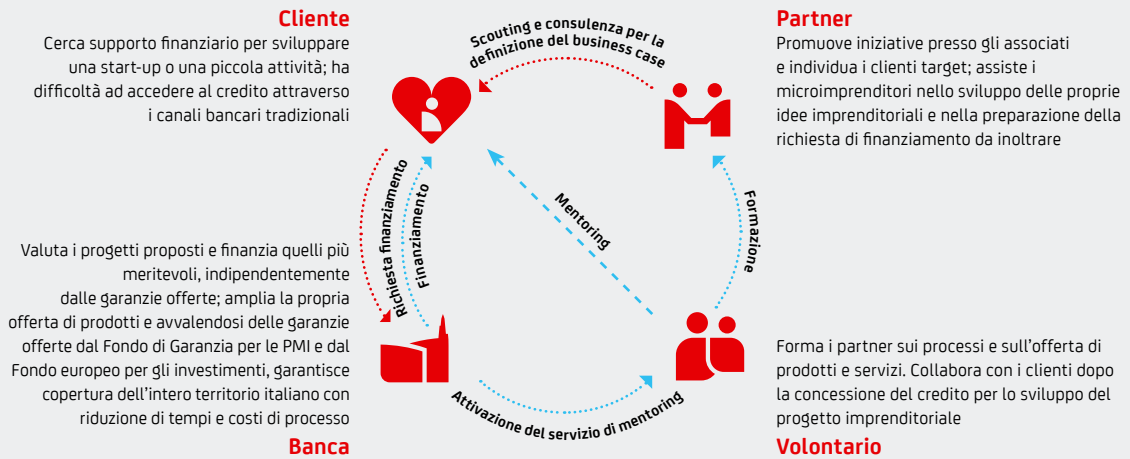 Cliente
Cerca supporto finanziario per sviluppare
una start-up o una piccola attività; ha
difficoltà ad accedere al credito attraverso
i canali bancari tradizionali
Scouting e consulenza per la
definizione del business case
Partner
Promuove iniziative presso gli associati
e individua i clienti target; assiste i
microimprenditori nello sviluppo delle proprie
idee imprenditoriali e nella preparazione della
richiesta di finanziamento da inoltrare
Richiesta finanziamento
Finanziamento
Mentoring
Formazione
Valuta i progetti proposti e finanzia quelli più
meritevoli, indipendentemente
dalle garanzie offerte; amplia la propria
offerta di prodotti e avvalendosi delle garanzie
offerte dal Fondo di Garanzia per le PMI e dal
Fondo europeo per gli investimenti, garantisce
copertura dell'intero territorio italiano con
riduzione di tempi e costi di processo
Banca
Attivazione del servizio di mentoring
Forma i partner sui processi e sull'offerta di
prodotti e servizi. Collabora con i clienti dopo
la concessione del credito per lo sviluppo del
progetto imprenditoriale
Volontario